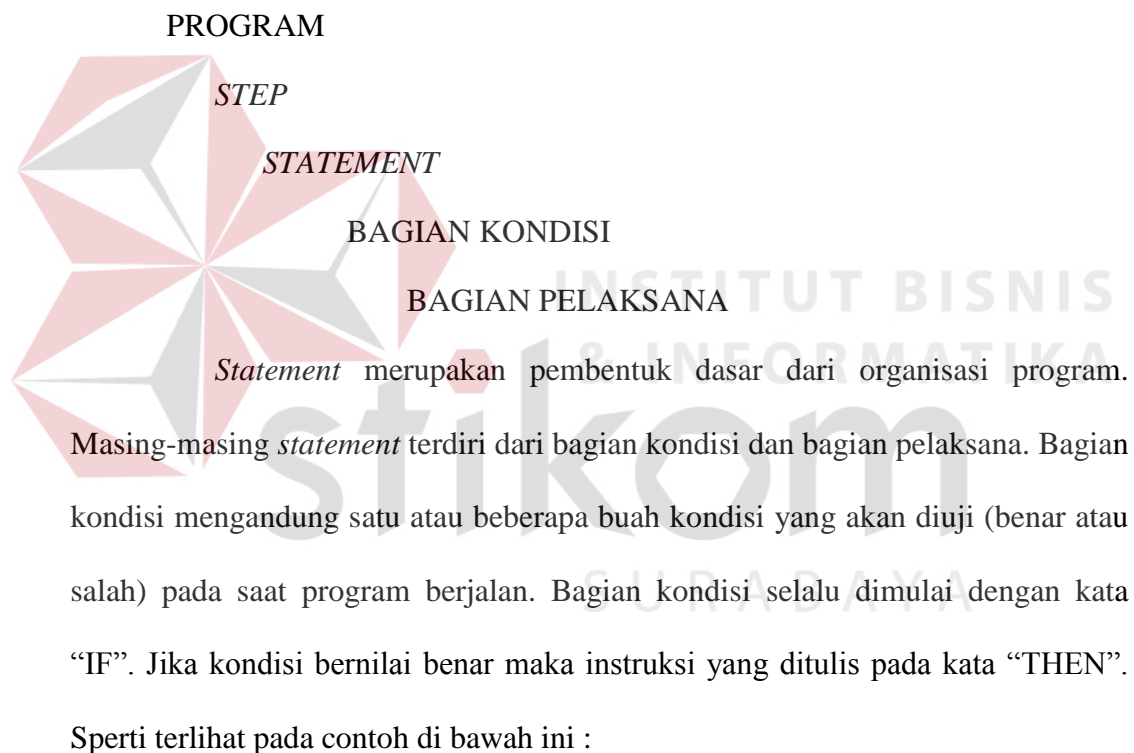 PROGRAM
STEP
STATEMENT
BAGIAN KONDISI
BAGIAN PELAKSANA
INSTITUT BISNIS
& INFORMATIKA
stikom
SURABAYA
Statement merupakan pembentuk dasar dari organisasi program.
Masing-masing statement terdiri dari bagian kondisi dan bagian pelaksana. Bagian
kondisi mengandung satu atau beberapa buah kondisi yang akan diuji (benar atau
salah) pada saat program berjalan. Bagian kondisi selalu dimulai dengan kata
“IF”. Jika kondisi bernilai benar maka instruksi yang ditulis pada kata “THEN”.
Sperti terlihat pada contoh di bawah ini :